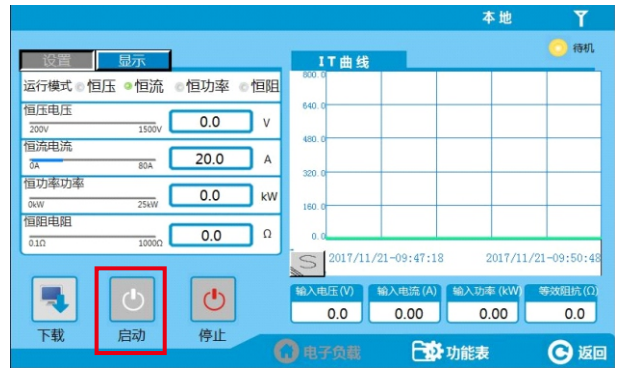 本地
待机
设置 显示
运行模式 恒压 恒流 恒功率 恒阻
恒压电压
0.0 V
200V 1500V
恒流电流
20.0 A
0A 80A
恒功率功率
0.0 kW
0kW 25kW
恒阻电阻
0.0 Ω
0.1Ω 1000Ω
下载 启动 停止
IT曲线
800.0
640.0
480.0
320.0
160.0
0.0
S 2017/11/21-09:47:18 2017/11/21-09:50:48
输入电压(V) 输入电流(A) 输入功率(kW) 等效阻抗(Ω)
0.0 0.00 0.00 0.0
电子负载 功能表 返回